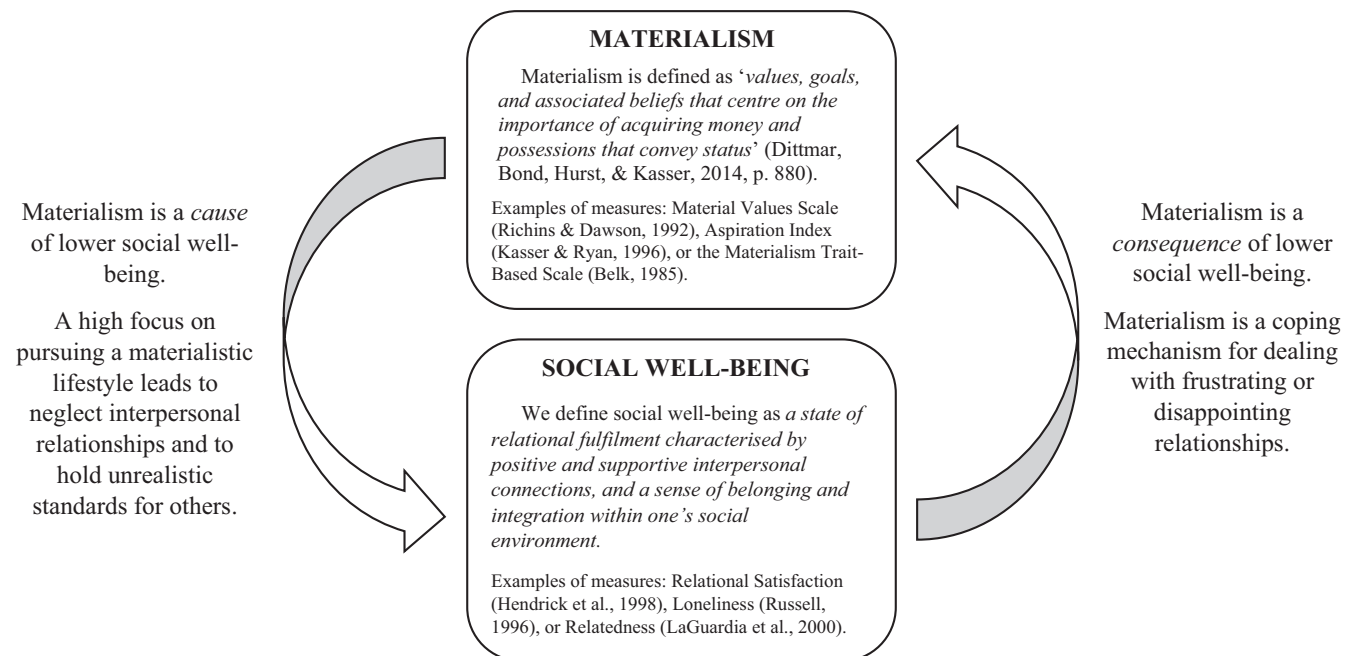 MATERIALISM
Materialism is defined as ‘values, goals,
and associated beliefs that centre on the
importance of acquiring money and
possessions that convey status’ (Dittmar,
Bond, Hurst, & Kasser, 2014, p. 880).
Examples of measures: Material Values Scale
(Richins & Dawson, 1992), Aspiration Index
(Kasser & Ryan, 1996), or the Materialism Trait-
Based Scale (Belk, 1985).
Materialism is a cause
of lower social well-
being.
A high focus on
pursuing a materialistic
lifestyle leads to
neglect interpersonal
relationships and to
hold unrealistic
standards for others.
Materialism is a
consequence of lower
social well-being.
Materialism is a coping
mechanism for dealing
with frustrating or
disappointing
relationships.
SOCIAL WELL-BEING
We define social well-being as a state of
relational fulfilment characterised by
positive and supportive interpersonal
connections, and a sense of belonging and
integration within one’s social
environment.
Examples of measures: Relational Satisfaction
(Hendrick et al., 1998), Loneliness (Russell,
1996), or Relatedness (LaGuardia et al., 2000).